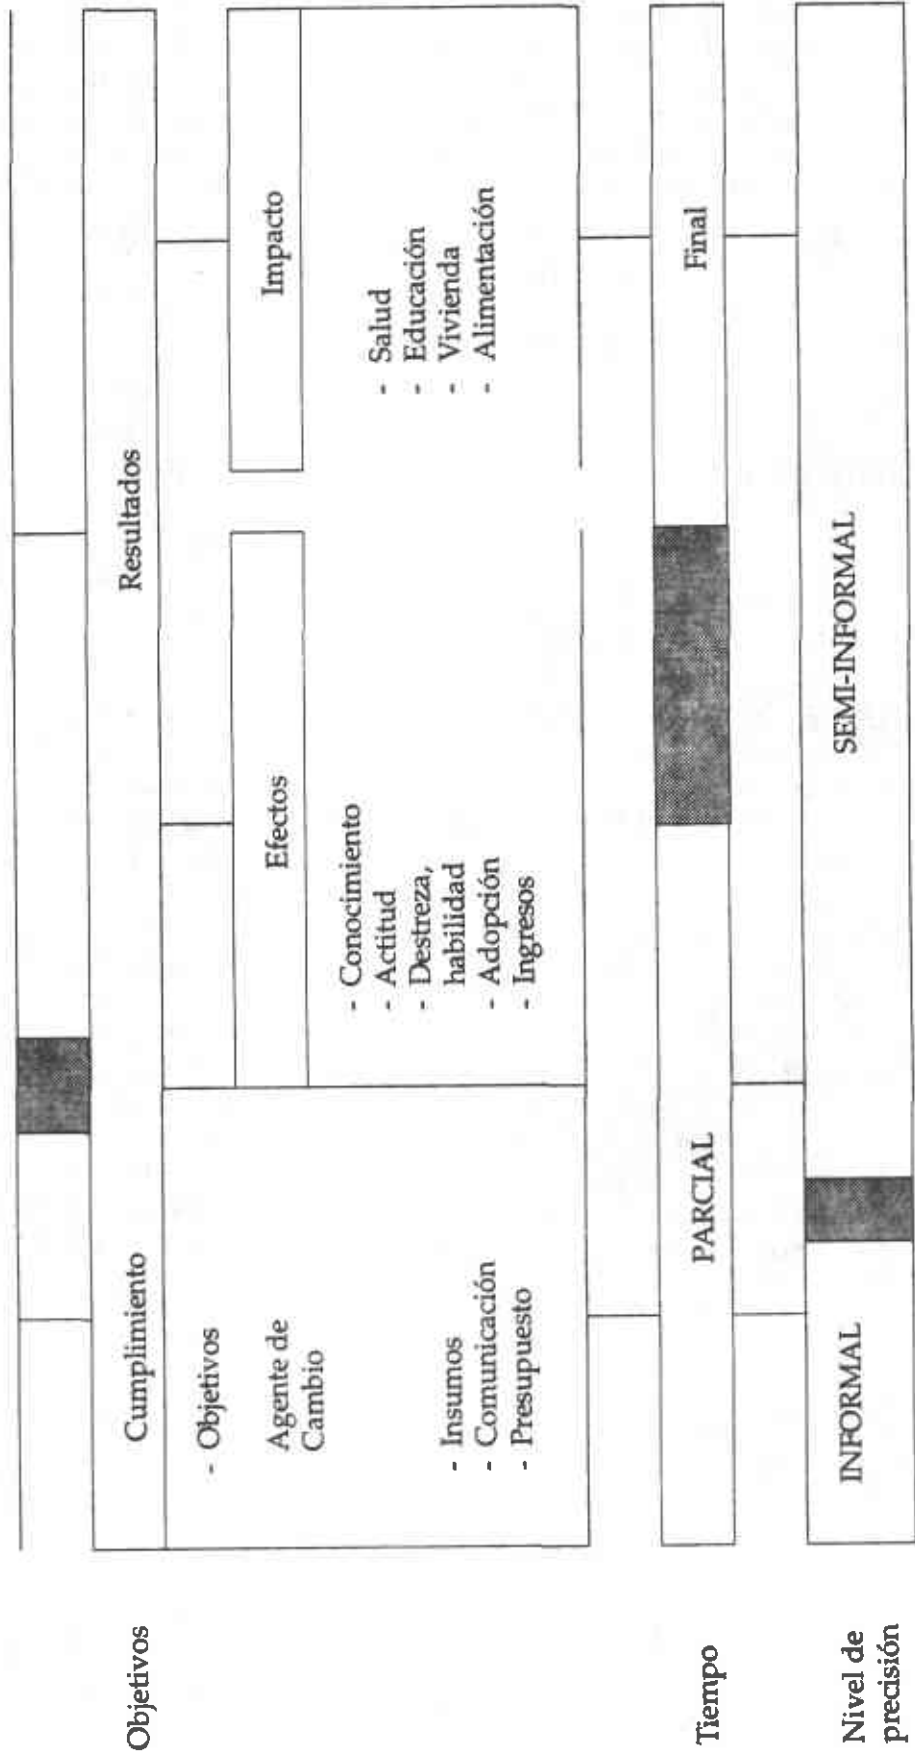 Objetivos
Cumplimiento
Resultados
- Objetivos
Agente de
Cambio
- Insumos
- Comunicación
- Presupuesto
Efectos
- Conocimiento
- Actitud
- Destreza,
habilidad
- Adopción
- Ingresos
Impacto
- Salud
- Educación
- Vivienda
- Alimentación
Tiempo
PARCIAL
Final
Nivel de
precisión
INFORMAL
SEMI-INFORMAL